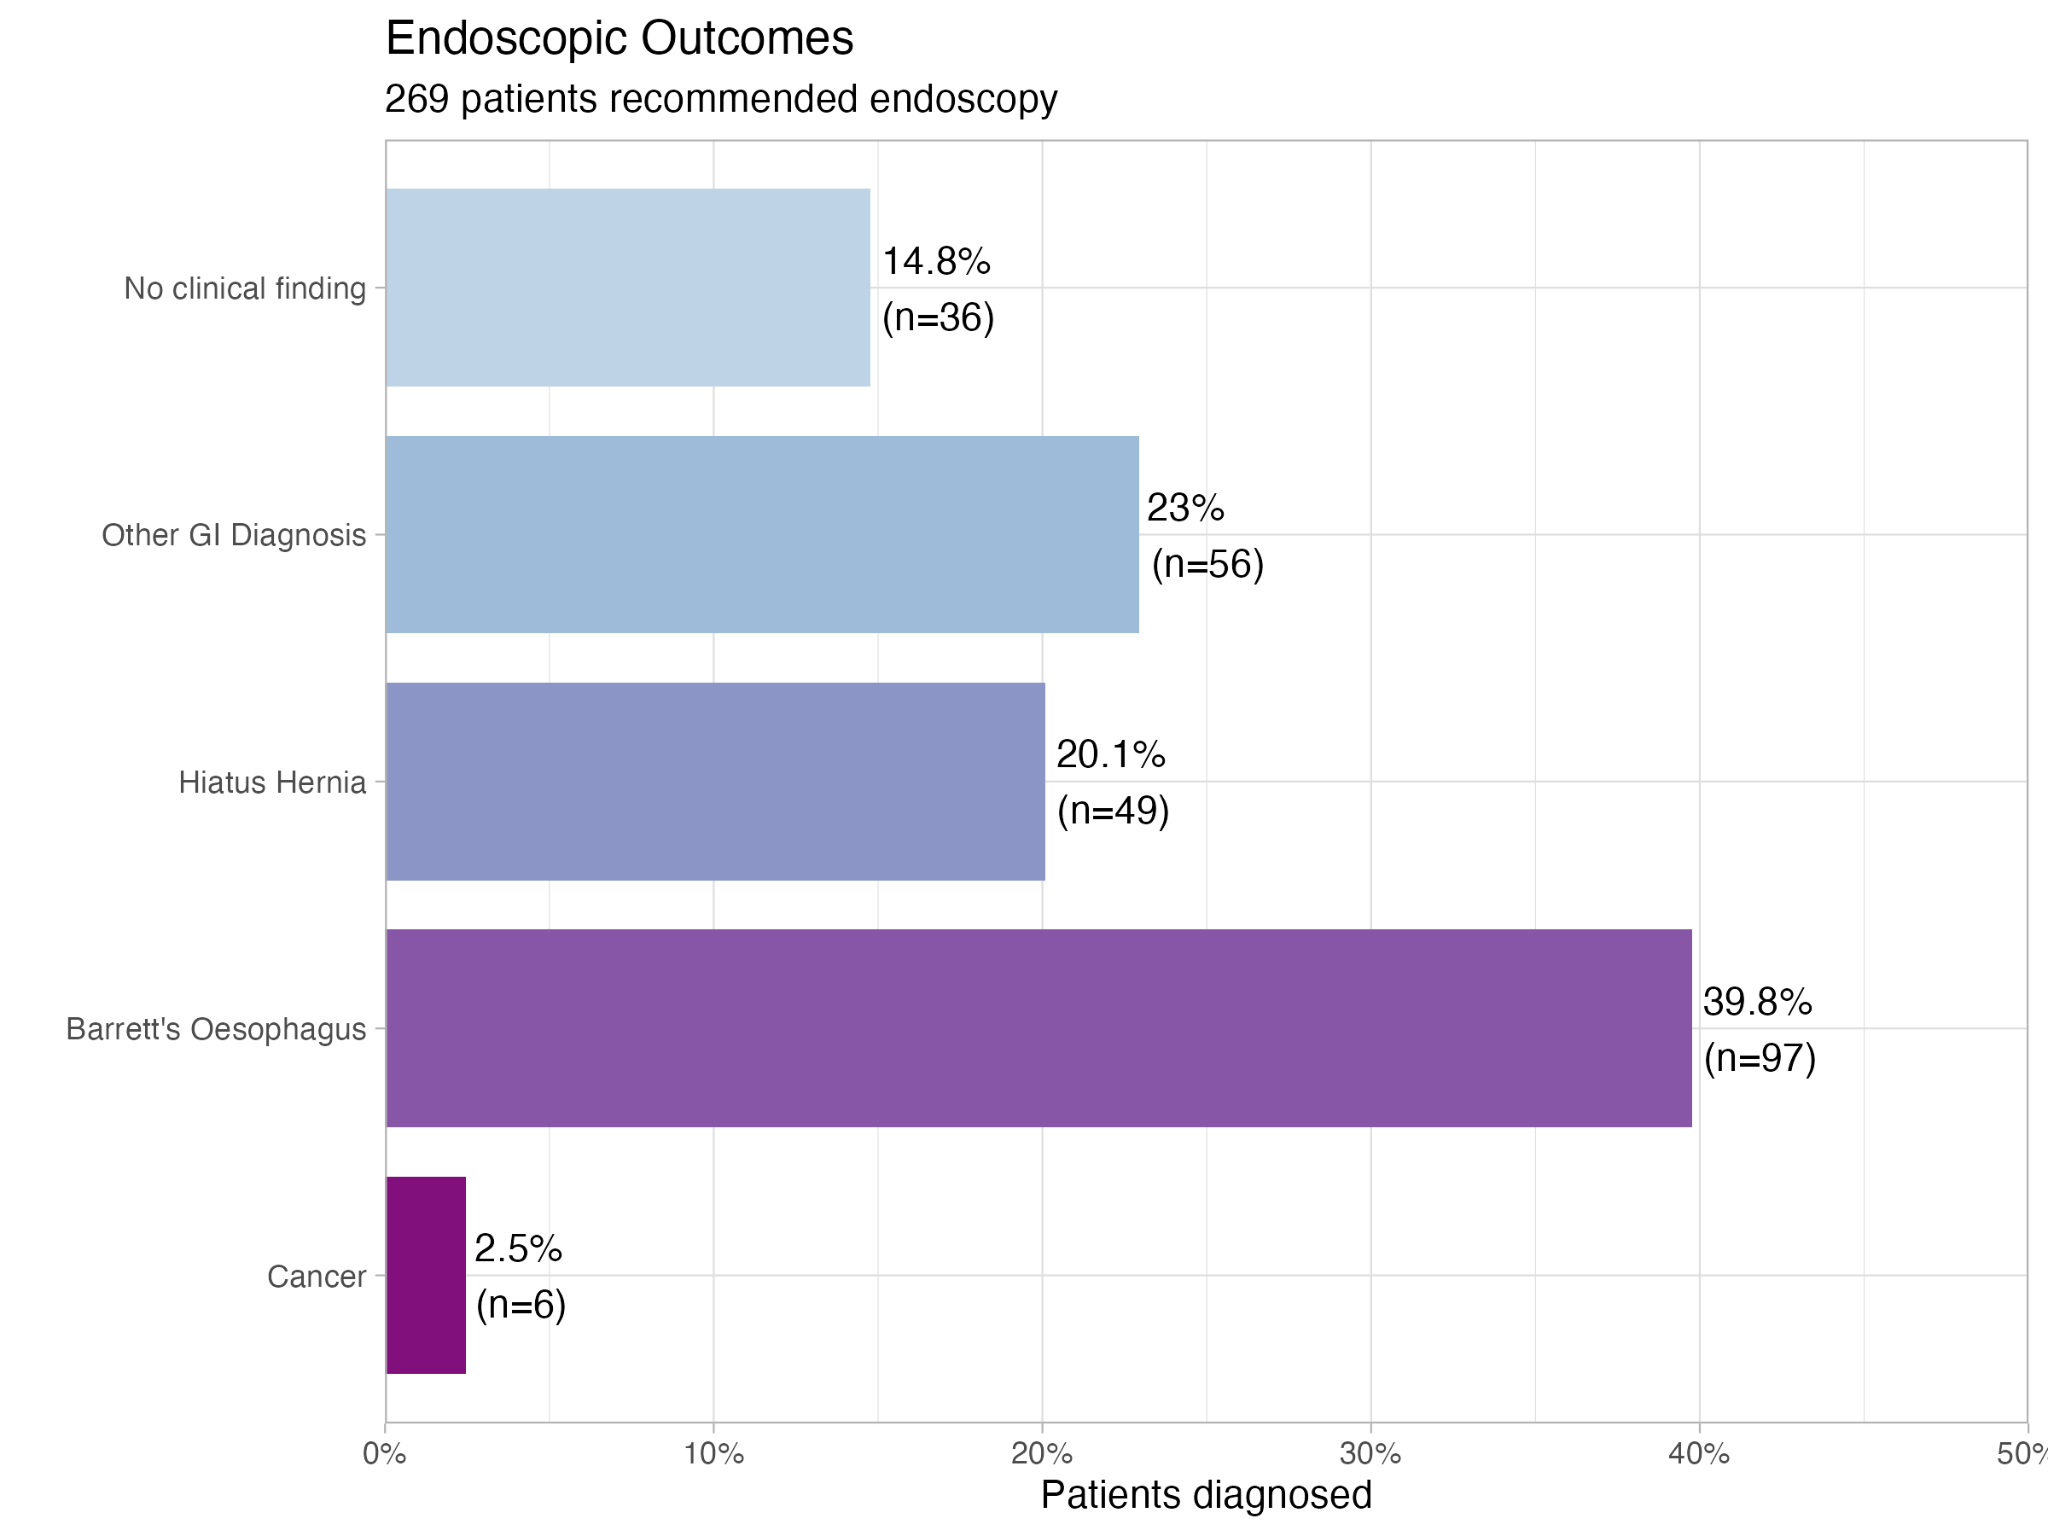 Endoscopic Outcomes
269 patients recommended endoscopy
No clinical finding
14.8%
(n=36)
Other GI Diagnosis
23%
(n=56)
Hiatus Hernia
20.1%
(n=49)
Barrett's Oesophagus
39.8%
(n=97)
Cancer
2.5%
(n=6)
0% 10% 20% 30% 40% 50%
Patients diagnosed